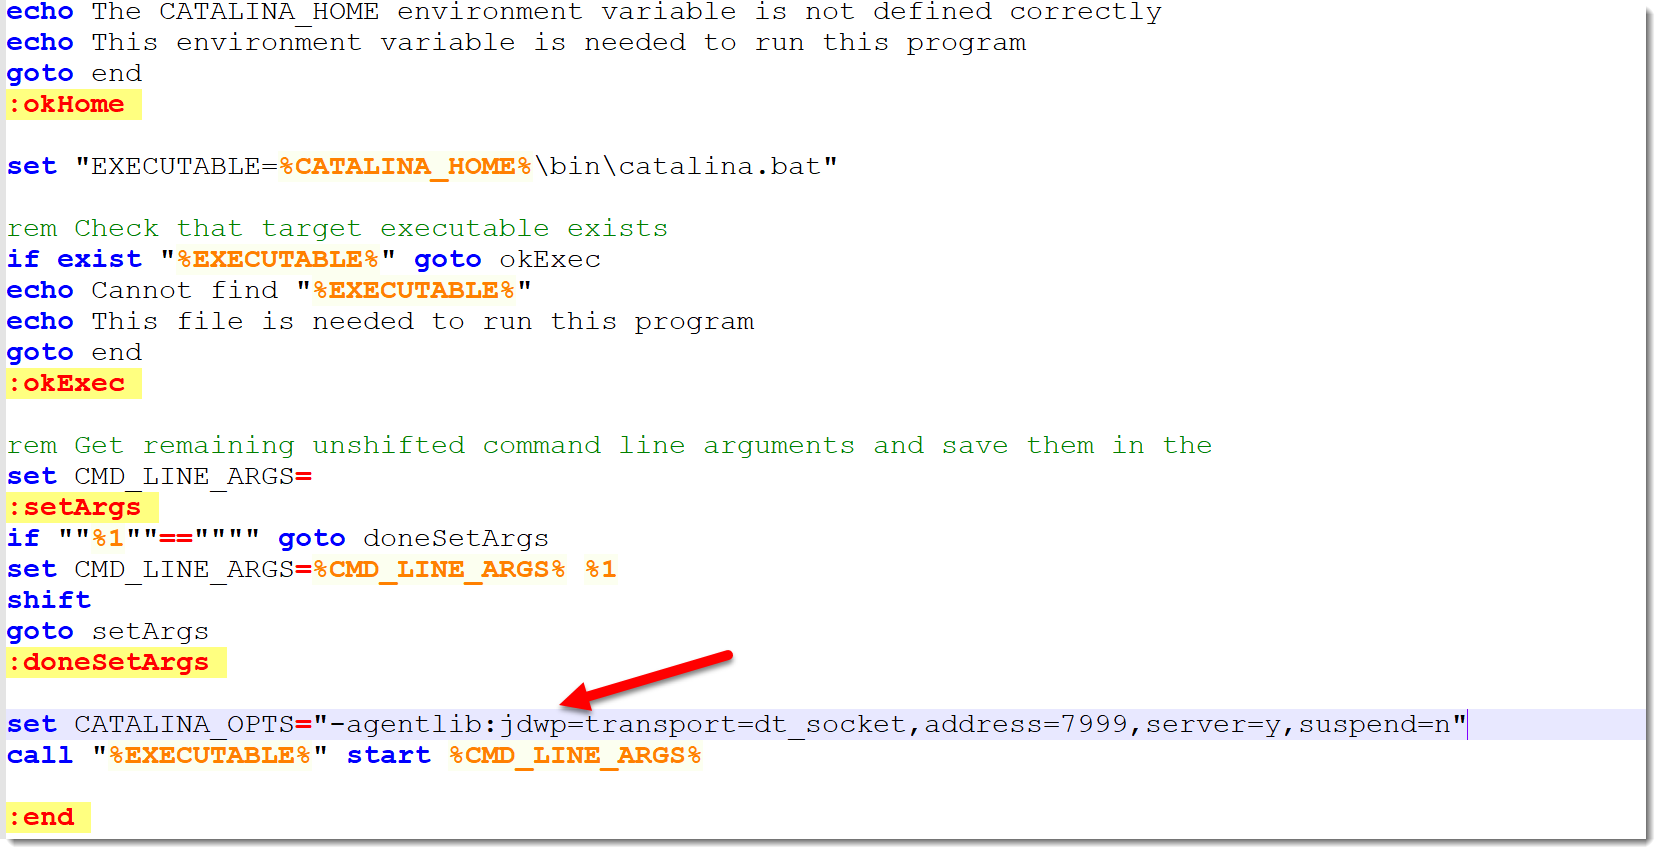 echo The CATALINA_HOME environment variable is not defined correctly
echo This environment variable is needed to run this program
goto end
:okHome
set "EXECUTABLE=%CATALINA_HOME%\bin\catalina.bat"
rem Check that target executable exists
if exist "%EXECUTABLE%" goto okExec
echo Cannot find "%EXECUTABLE%"
echo This file is needed to run this program
goto end
:okExec
rem Get remaining unshifted command line arguments and save them in the
set CMD_LINE_ARGS=
:setArgs
if ""%1""=="""" goto doneSetArgs
set CMD_LINE_ARGS=%CMD_LINE_ARGS% %1
shift
goto setArgs
:doneSetArgs
set CATALINA_OPTS="-agentlib:jdwp=transport=dt_socket,address=7999,server=y,suspend=n"
call "%EXECUTABLE%" start %CMD_LINE_ARGS%
:end